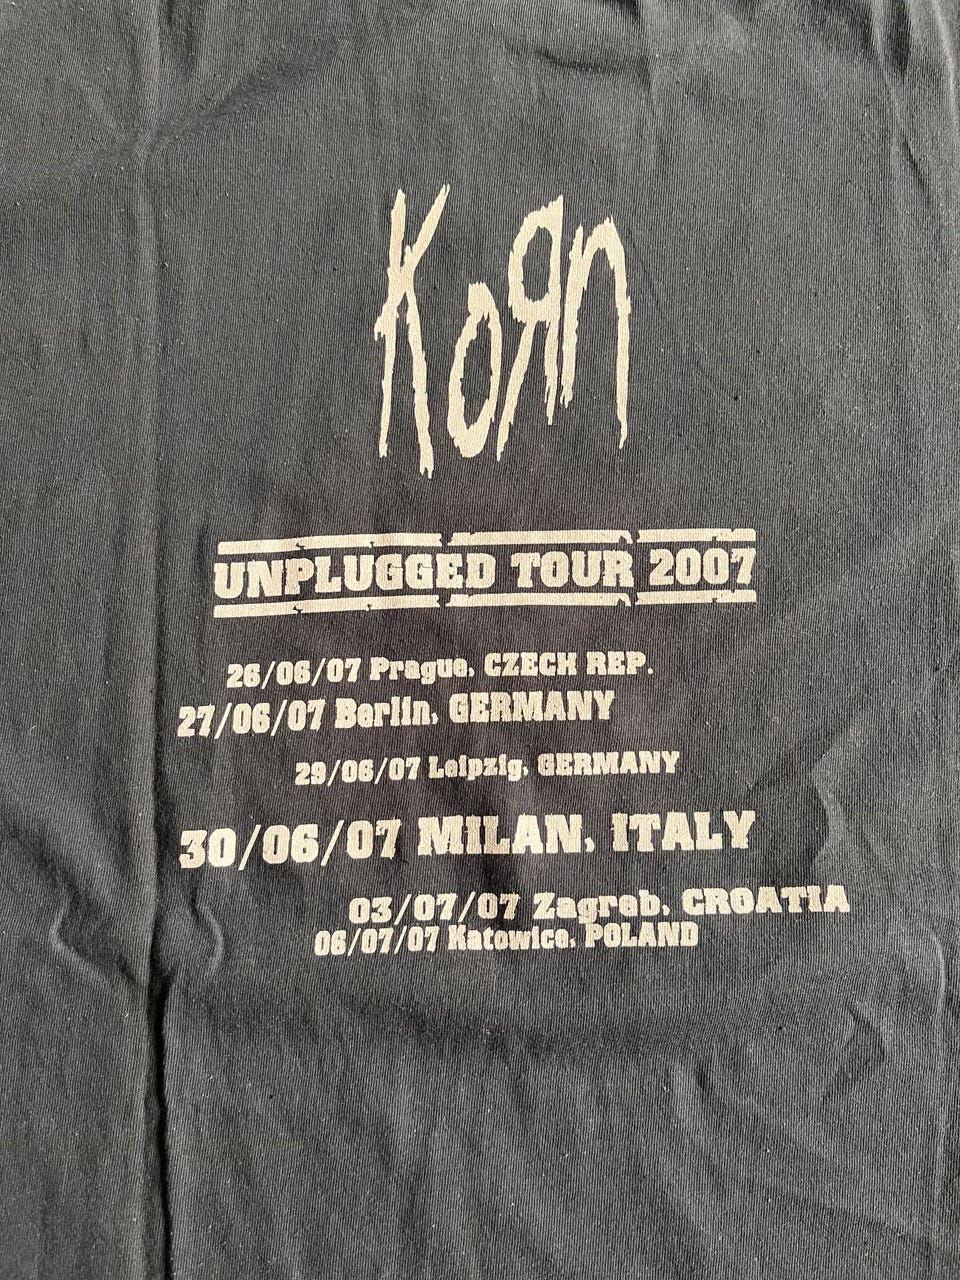 KoЯn
UNPLUGGED TOUR 2007
26/06/07 Prague, CZECH REP.
27/06/07 Berlin, GERMANY
29/06/07 Leipzig, GERMANY
30/06/07 MILAN, ITALY
03/07/07 Zagreb, CROATIA
06/07/07 Katowice, POLAND